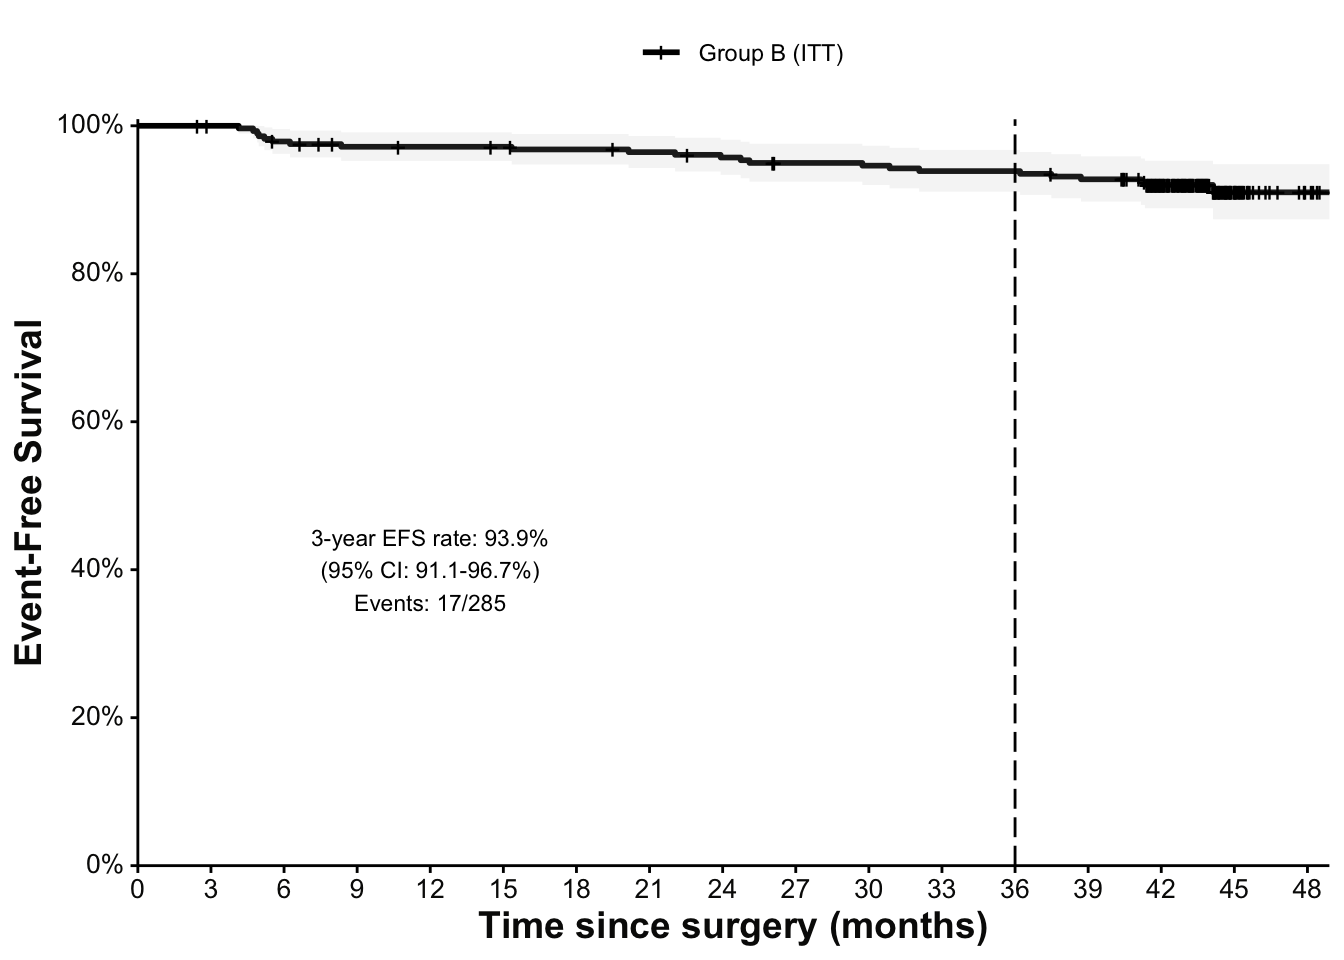 Group B (ITT)
100%
80%
60%
40%
20%
0%
Event-Free Survival
3-year EFS rate: 93.9%
(95% CI: 91.1-96.7%)
Events: 17/285
0 3 6 9 12 15 18 21 24 27 30 33 36 39 42 45 48
Time since surgery (months)